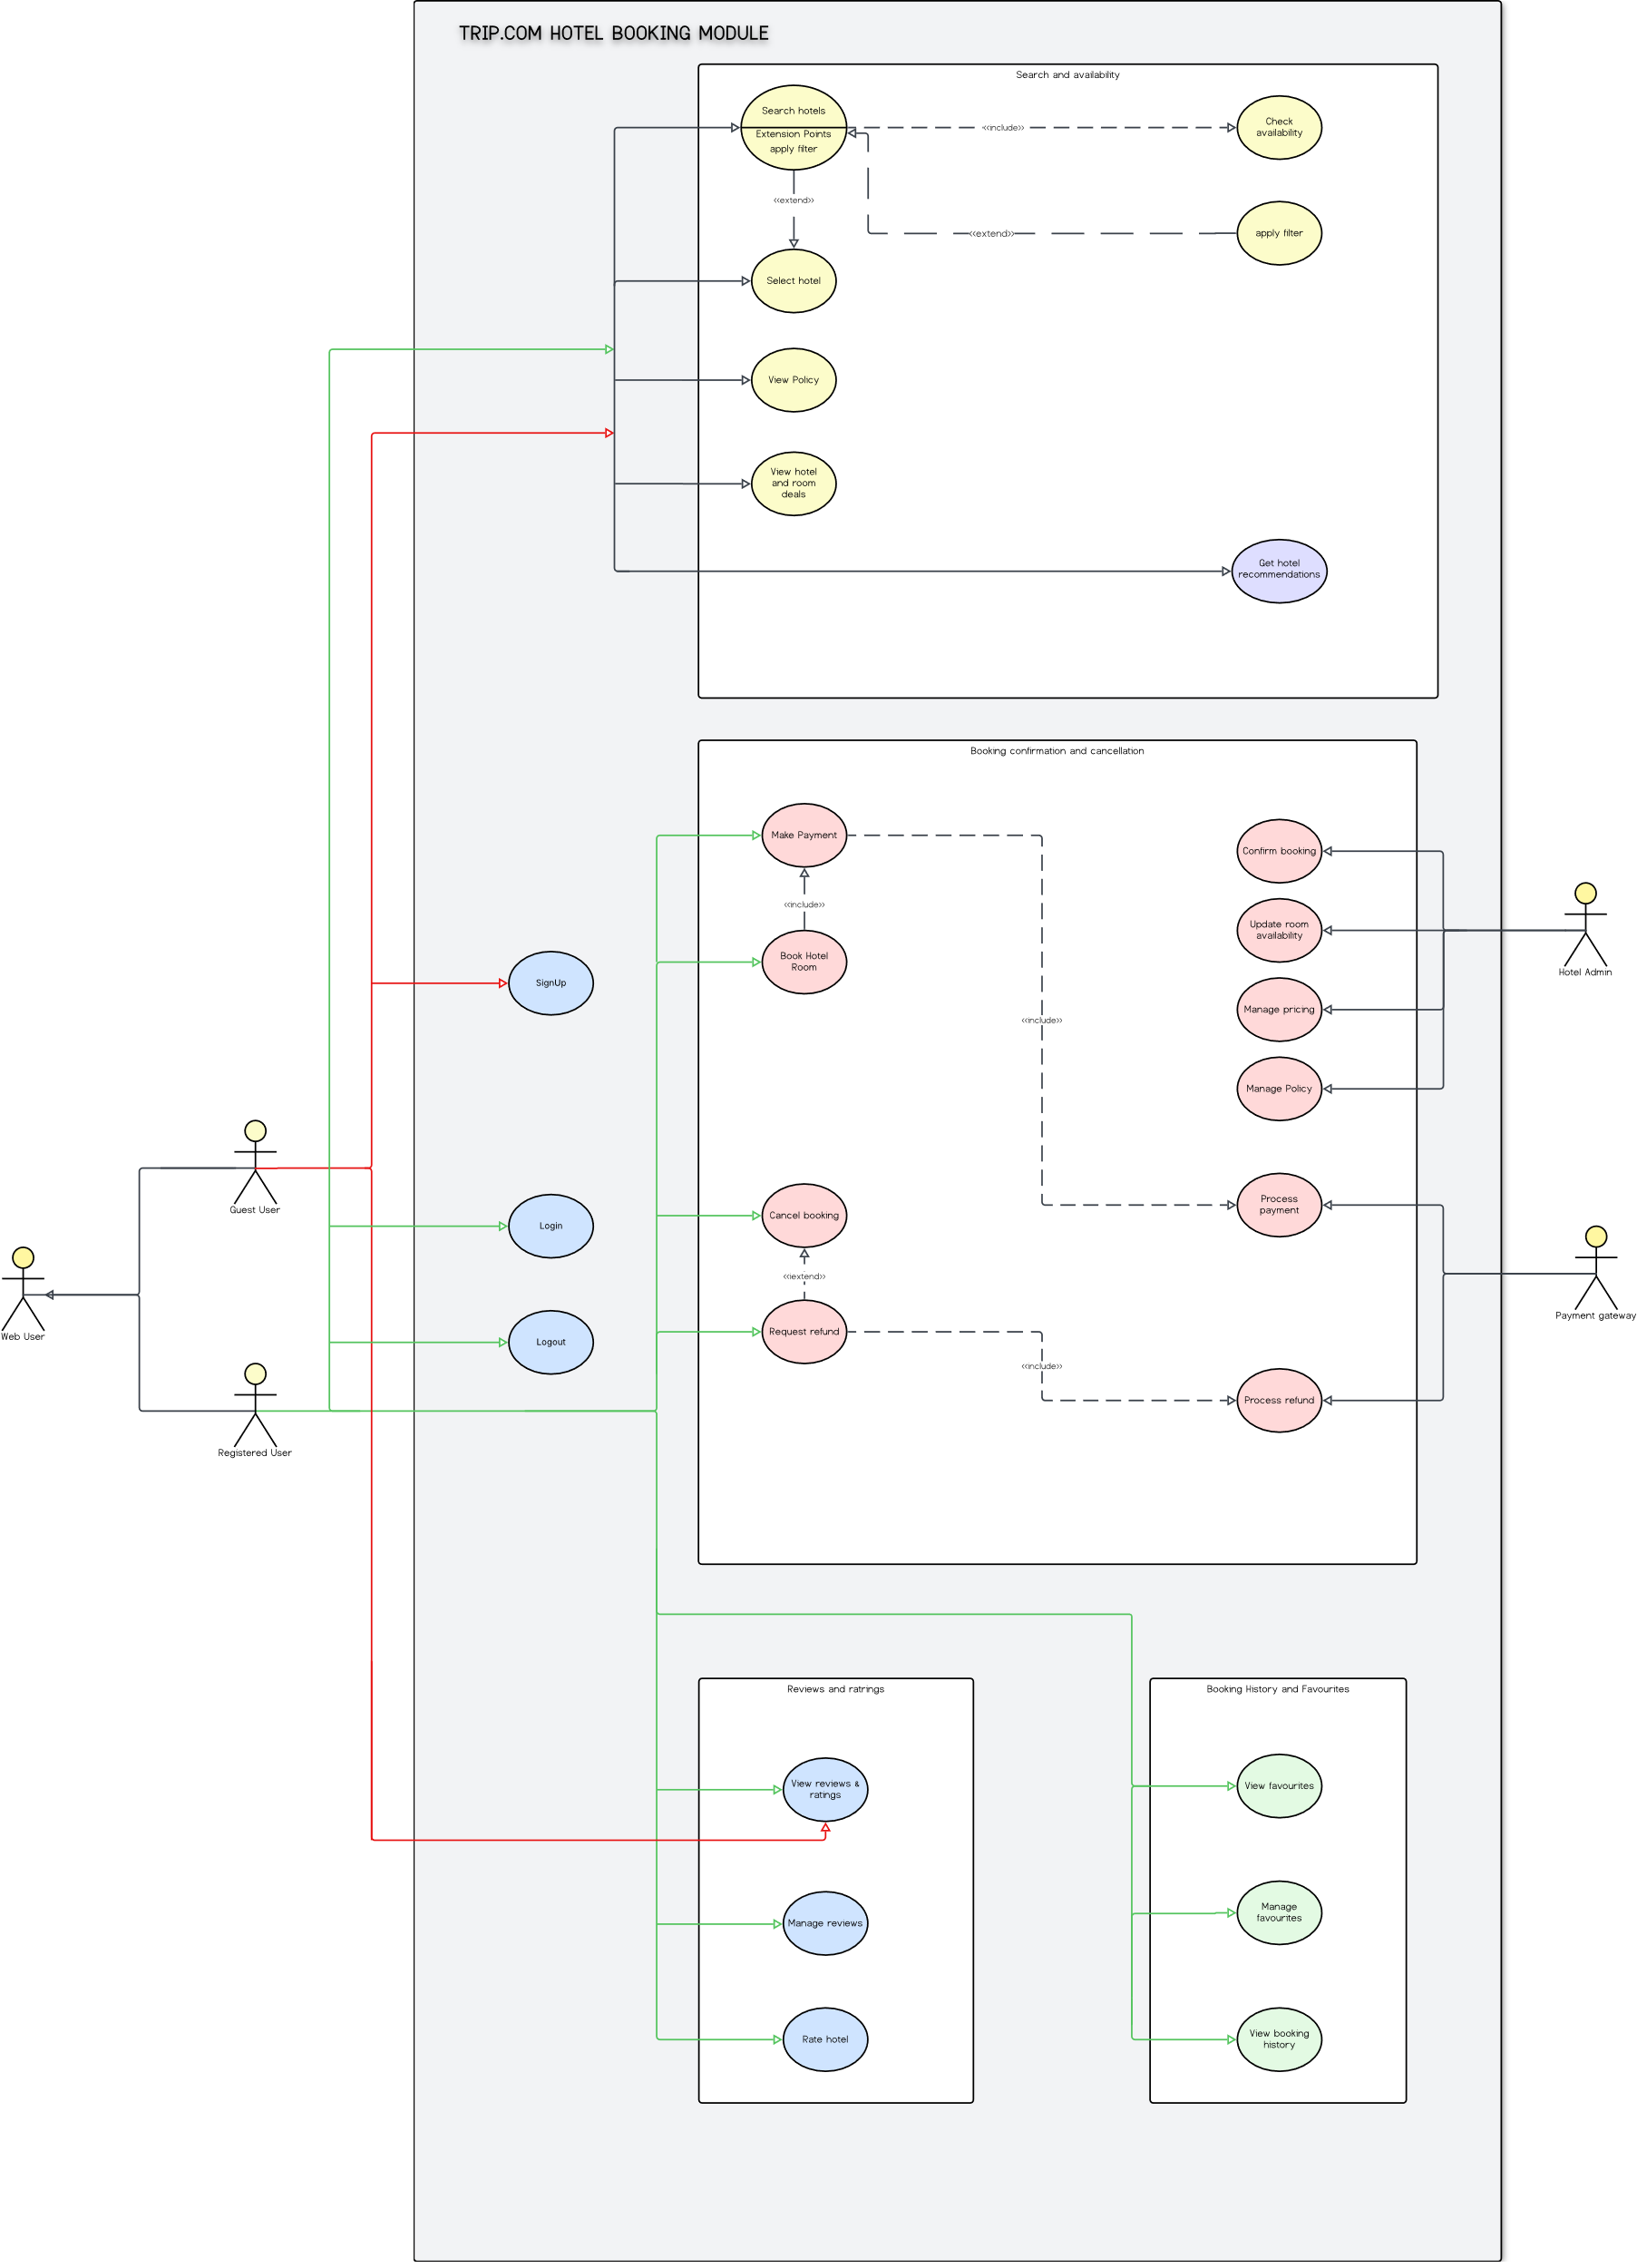 TRIP.COM HOTEL BOOKING MODULE
Search and availability
Search hotels
Extension Points
apply filter
<<include>>
Check
availability
<<extend>>
<<extend>>
apply filter
Select hotel
View Policy
View hotel
and room
deals
Get hotel
recommendations
Booking confirmation and cancellation
Make Payment
Confirm booking
<<include>>
Update room
availability
Hotel Admin
Book Hotel
Room
SignUp
Manage pricing
<<include>>
Manage Policy
Guest User
Process
payment
Cancel booking
Login
<<extend>>
Payment gateway
Web User
Request refund
Logout
<<include>>
Process refund
Registered User
Reviews and ratrings
Booking History and Favourites
View reviews &
ratings
View favourites
Manage reviews
Manage
favourites
Rate hotel
View booking
history